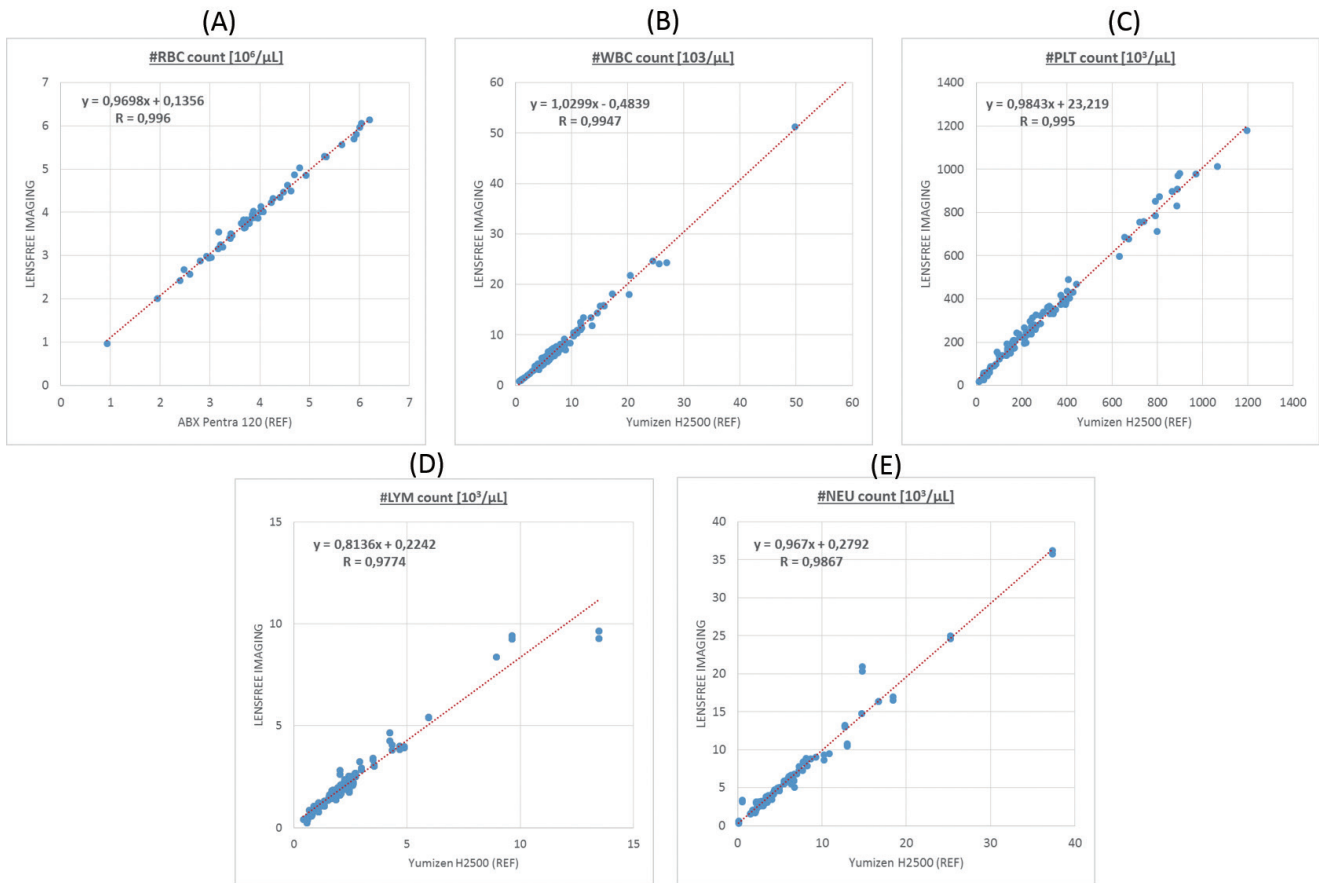 (A)
#RBC count [10⁶/µL]
y = 0,9698x + 0,1356
R = 0,996
7
6
5
4
3
2
1
0
LENSFREE IMAGING
0 1 2 3 4 5 6 7
ABX Pentra 120 (REF)
(B)
#WBC count [103/µL]
y = 1,0299x - 0,4839
R = 0,9947
60
50
40
30
20
10
0
LENSFREE IMAGING
0 10 20 30 40 50 60
Yumizen H2500 (REF)
(C)
#PLT count [10³/µL]
y = 0,9843x + 23,219
R = 0,995
1400
1200
1000
800
600
400
200
0
LENSFREE IMAGING
0 200 400 600 800 1000 1200 1400
Yumizen H2500 (REF)
(D)
#LYM count [10³/µL]
y = 0,8136x + 0,2242
R = 0,9774
15
10
5
0
LENSFREE IMAGING
0 5 10 15
Yumizen H2500 (REF)
(E)
#NEU count [10³/µL]
y = 0,967x + 0,2792
R = 0,9867
40
35
30
25
20
15
10
5
0
LENSFREE IMAGING
0 10 20 30 40
Yumizen H2500 (REF)